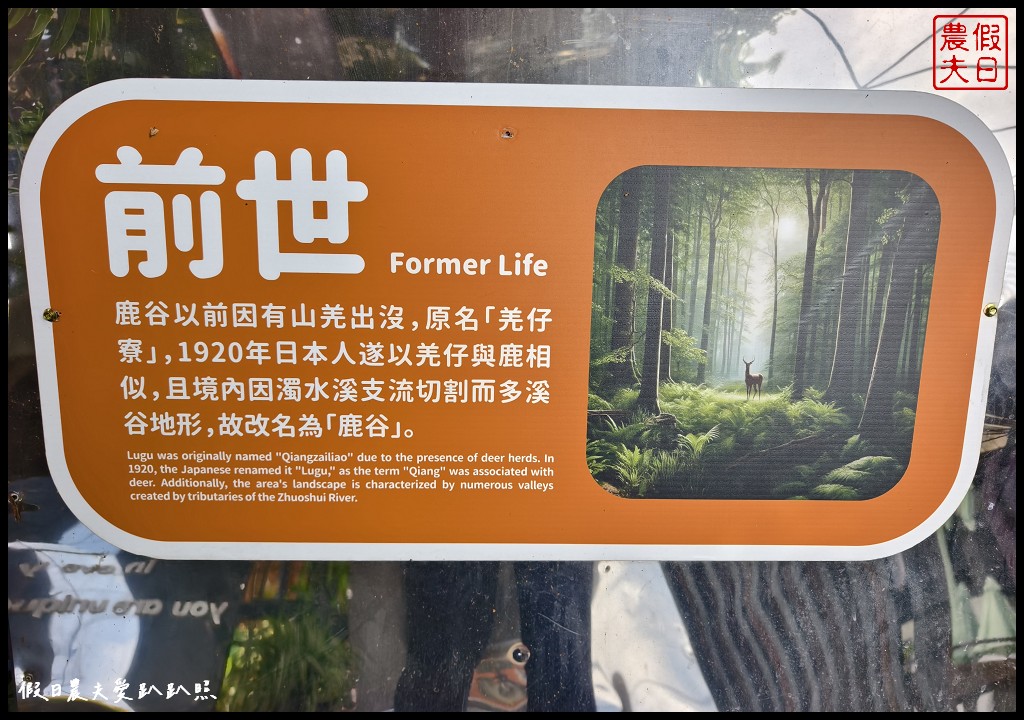 農假
夫日
前世
Former Life
鹿谷以前因有山羌出沒,原名「羌仔
寮」,1920年日本人遂以羌仔與鹿相
似,且境內因濁水溪支流切割而多溪
谷地形,故改名為「鹿谷」。
Lugu was originally named "Qiangzailiao" due to the presence of deer herds. In
1920, the Japanese renamed it "Lugu," as the term "Qiang" was associated with
deer. Additionally, the area's landscape is characterized by numerous valleys
created by tributaries of the Zhuoshui River.
假日農夫愛趴趴照